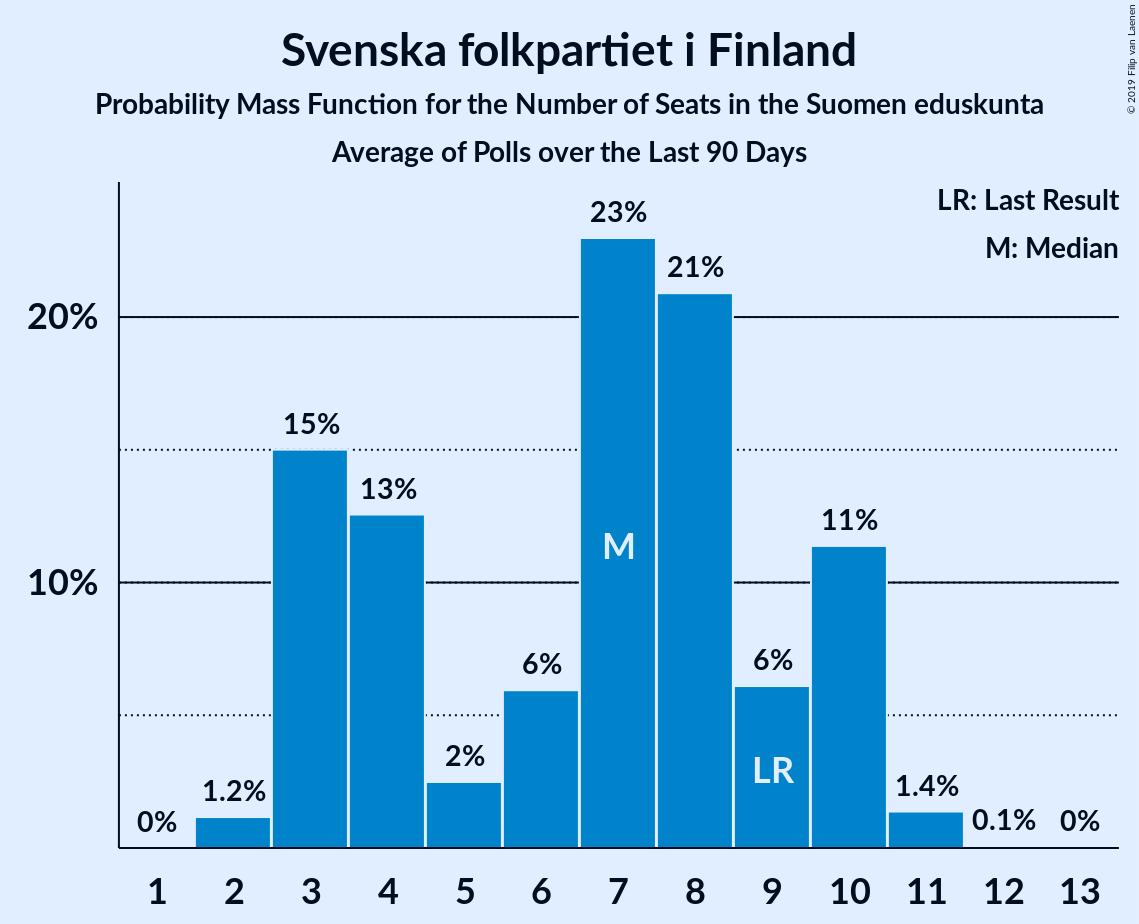 Svenska folkpartiet i Finland
Probability Mass Function for the Number of Seats in the Suomen eduskunta
Average of Polls over the Last 90 Days
© 2019 Filip van Laenen
LR: Last Result
M: Median
20%
10%
0%
1.2%
15%
13%
2%
6%
23%
21%
6%
11%
1.4%
0.1%
0%
M
LR
1 2 3 4 5 6 7 8 9 10 11 12 13